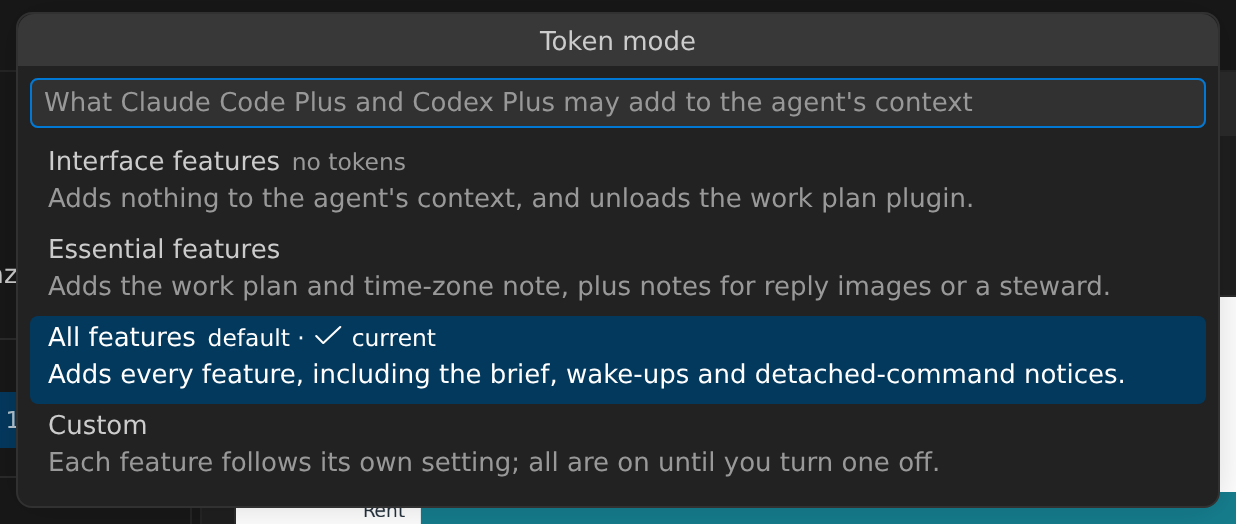 Token mode
What Claude Code Plus and Codex Plus may add to the agent's context
Interface features no tokens
Adds nothing to the agent's context, and unloads the work plan plugin.
Essential features
Adds the work plan and time-zone note, plus notes for reply images or a steward.
All features default · ✓ current
Adds every feature, including the brief, wake-ups and detached-command notices.
1
Custom
Each feature follows its own setting; all are on until you turn one off.
Rent